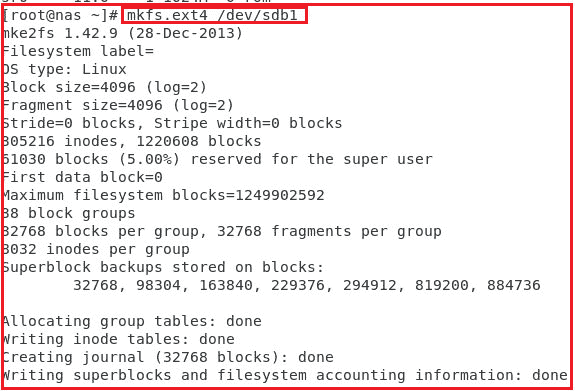 [root@nas ~]# mkfs.ext4 /dev/sdb1
mke2fs 1.42.9 (28-Dec-2013)
Filesystem label=
OS type: Linux
Block size=4096 (log=2)
Fragment size=4096 (log=2)
Stride=0 blocks, Stripe width=0 blocks
305216 inodes, 1220608 blocks
61030 blocks (5.00%) reserved for the super user
First data block=0
Maximum filesystem blocks=1249902592
38 block groups
32768 blocks per group, 32768 fragments per group
8032 inodes per group
Superblock backups stored on blocks:
32768, 98304, 163840, 229376, 294912, 819200, 884736
Allocating group tables: done
Writing inode tables: done
Creating journal (32768 blocks): done
Writing superblocks and filesystem accounting information: done